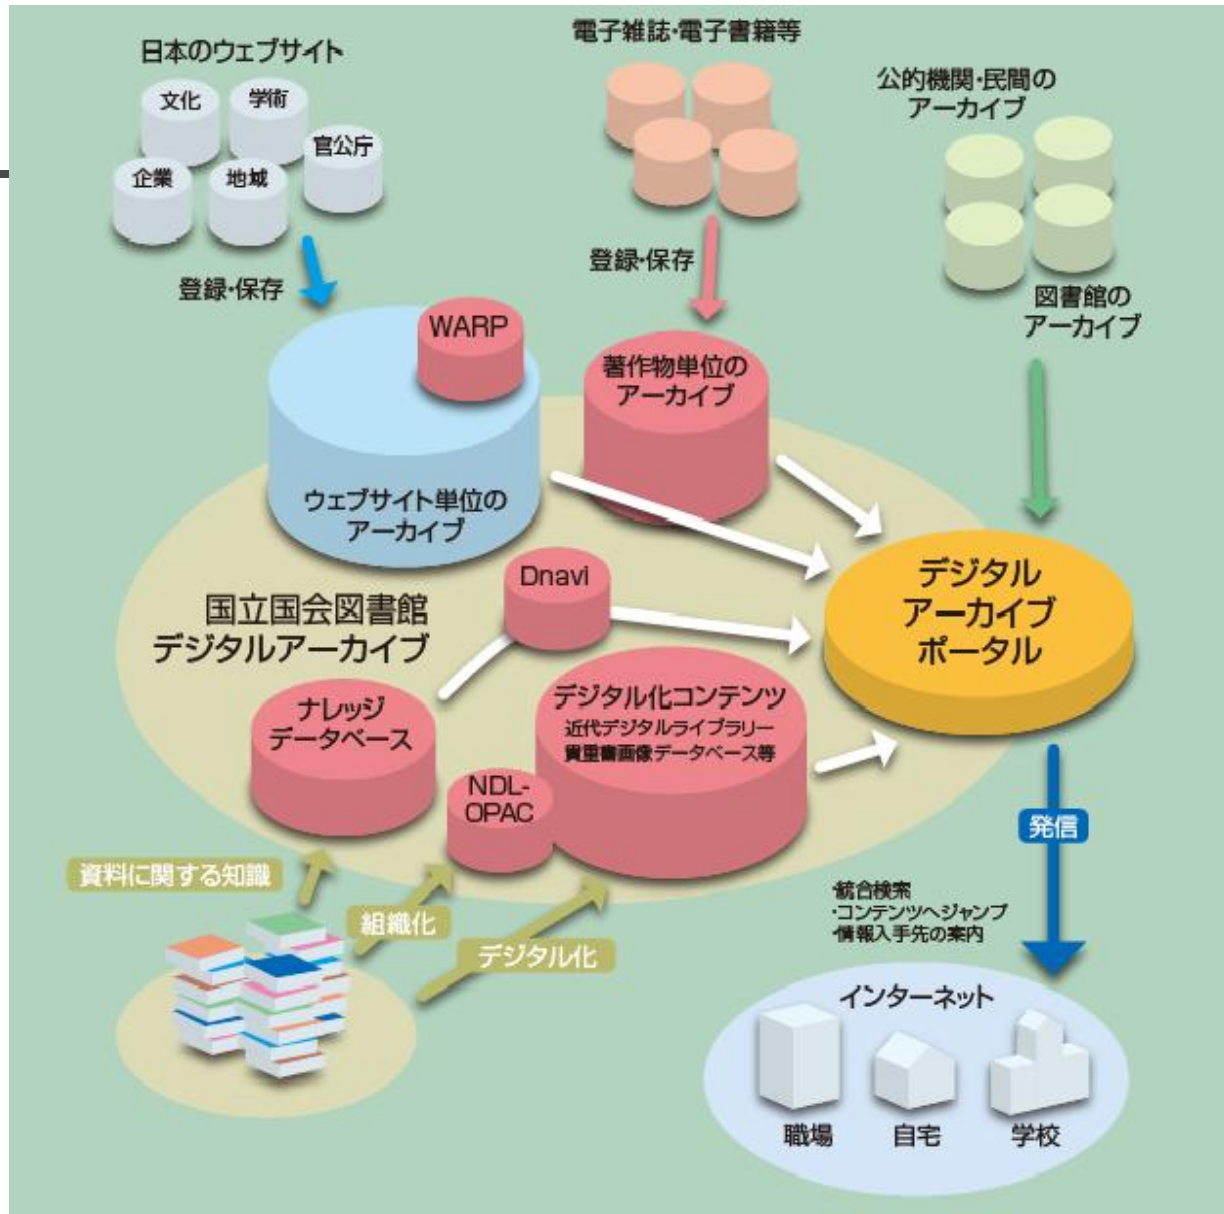 日本のウェブサイト
文化
学術
官公庁
企業
地域
登録・保存
電子雑誌・電子書籍等
登録・保存
公的機関・民間の
アーカイブ
図書館の
アーカイブ
WARP
ウェブサイト単位の
アーカイブ
著作物単位の
アーカイブ
国立国会図書館
デジタルアーカイブ
Dnavi
デジタル
アーカイブ
ポータル
ナレッジ
データベース
NDL-
OPAC
デジタル化コンテンツ
近代デジタルライブラリー
貴重書画像データベース等
資料に関する知識
組織化
デジタル化
発信
・統合検索
・コンテンツへジャンプ
・情報入手先の案内
インターネット
職場
自宅
学校